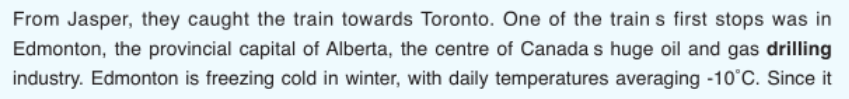 From Jasper, they caught the train towards Toronto. One of the train s first stops was in
Edmonton, the provincial capital of Alberta, the centre of Canada s huge oil and gas drilling
industry. Edmonton is freezing cold in winter, with daily temperatures averaging -10˚C. Since it